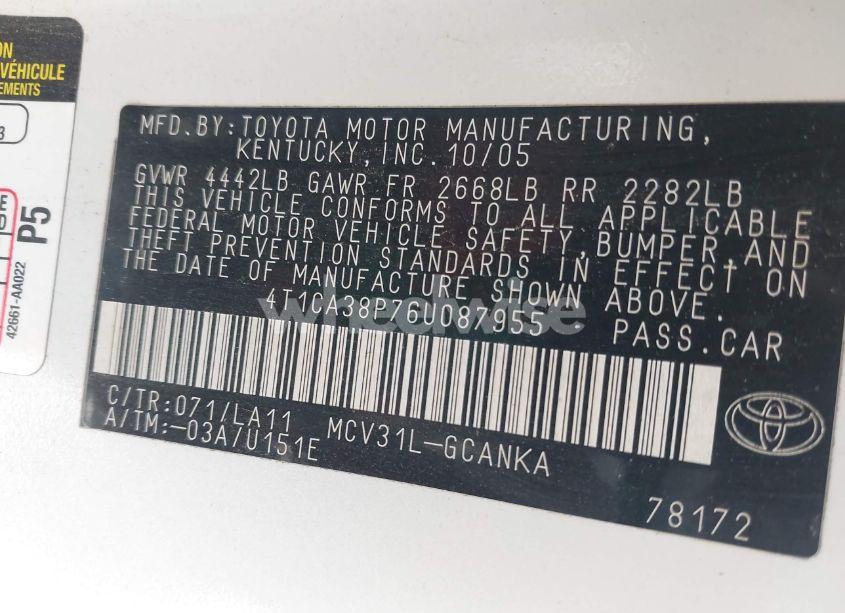 ON
VÉHICULE
EMENTS
3
E
P5
42661-AA022
MFD.BY:TOYOTA MOTOR MANUFACTURING,
KENTUCKY,INC. 10/05
GVWR 4442LB GAWR FR 2668LB RR 2282LB
THIS VEHICLE CONFORMS TO ALL APPLICABLE
FEDERAL MOTOR VEHICLE SAFETY,BUMPER,AND
THEFT PREVENTION STANDARDS IN EFFECT ON
THE DATE OF MANUFACTURE SHOWN ABOVE.
4T1CA38P76U087955 PASS.CAR
wheelwise
C/TR:071/LA11 MCV31L-GCANKA
A/TM:-03A/U151E
78172